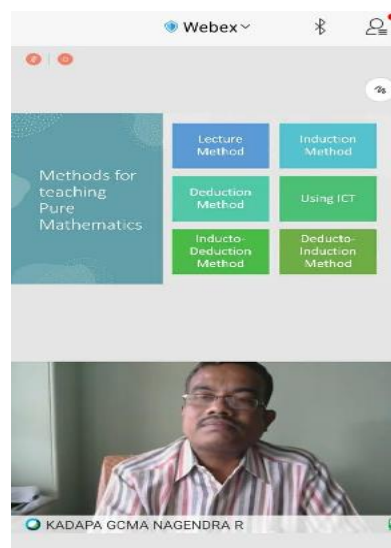 Webex
Methods for
teaching
Pure
Mathematics
Lecture
Method
Induction
Method
Deduction
Method
Using ICT
Inducto-
Deduction
Method
Deducto-
Induction
Method
KADAPA GCMA NAGENDRA R